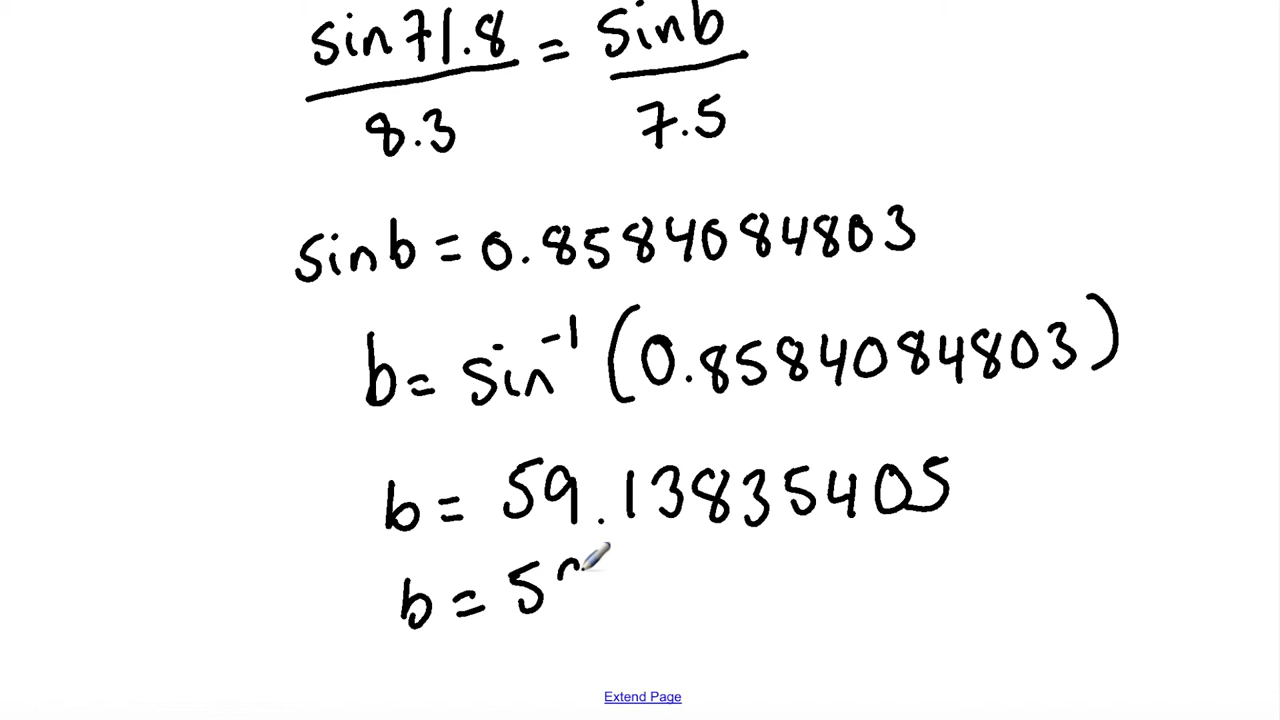 sin71.8 = sinb
8.3 7.5
sinb = 0.8584084803
b = sin⁻¹ (0.8584084803)
b = 59.13835405
b = 5
Extend Page